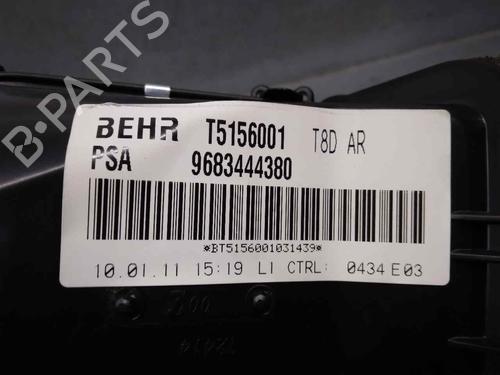 B-PARTS
BEHR T5156001 T8D AR
PSA 9683444380
*BT5156001031439*
10.01.11 15:19 L1 CTRL: 0434 E03